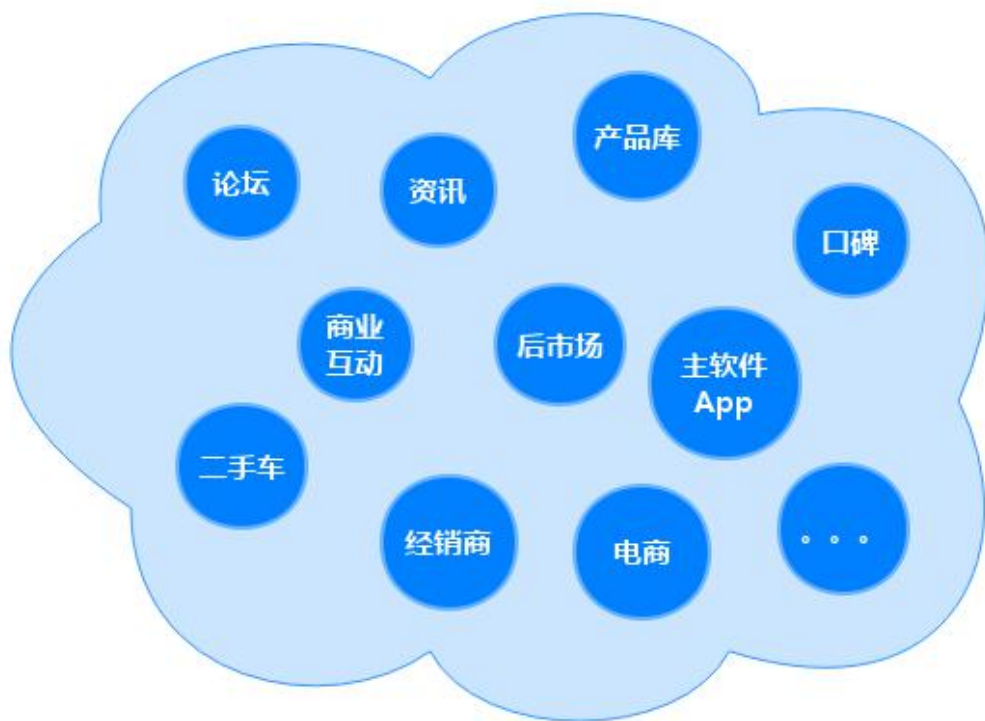 产品库
论坛
资讯
口碑
商业
互动
后市场
主软件
App
二手车
经销商
电商
。。。